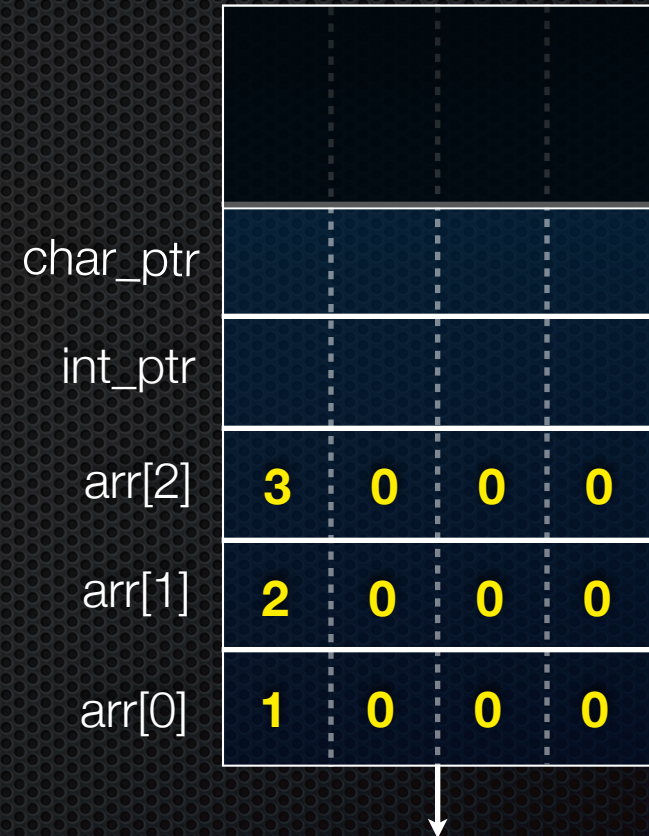 char_ptr
int_ptr
arr[2] 3 0 0 0
arr[1] 2 0 0 0
arr[0] 1 0 0 0